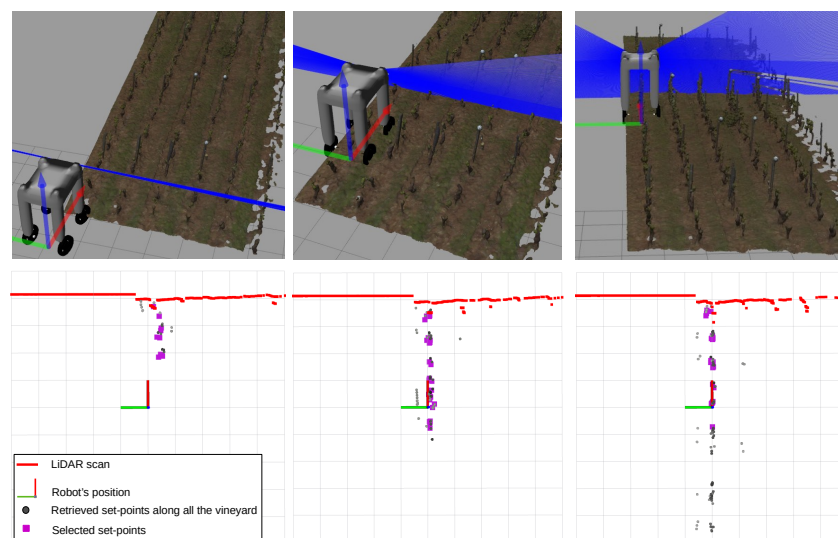 LiDAR scan
Robot's position
Retrieved set-points along all the vineyard
Selected set-points